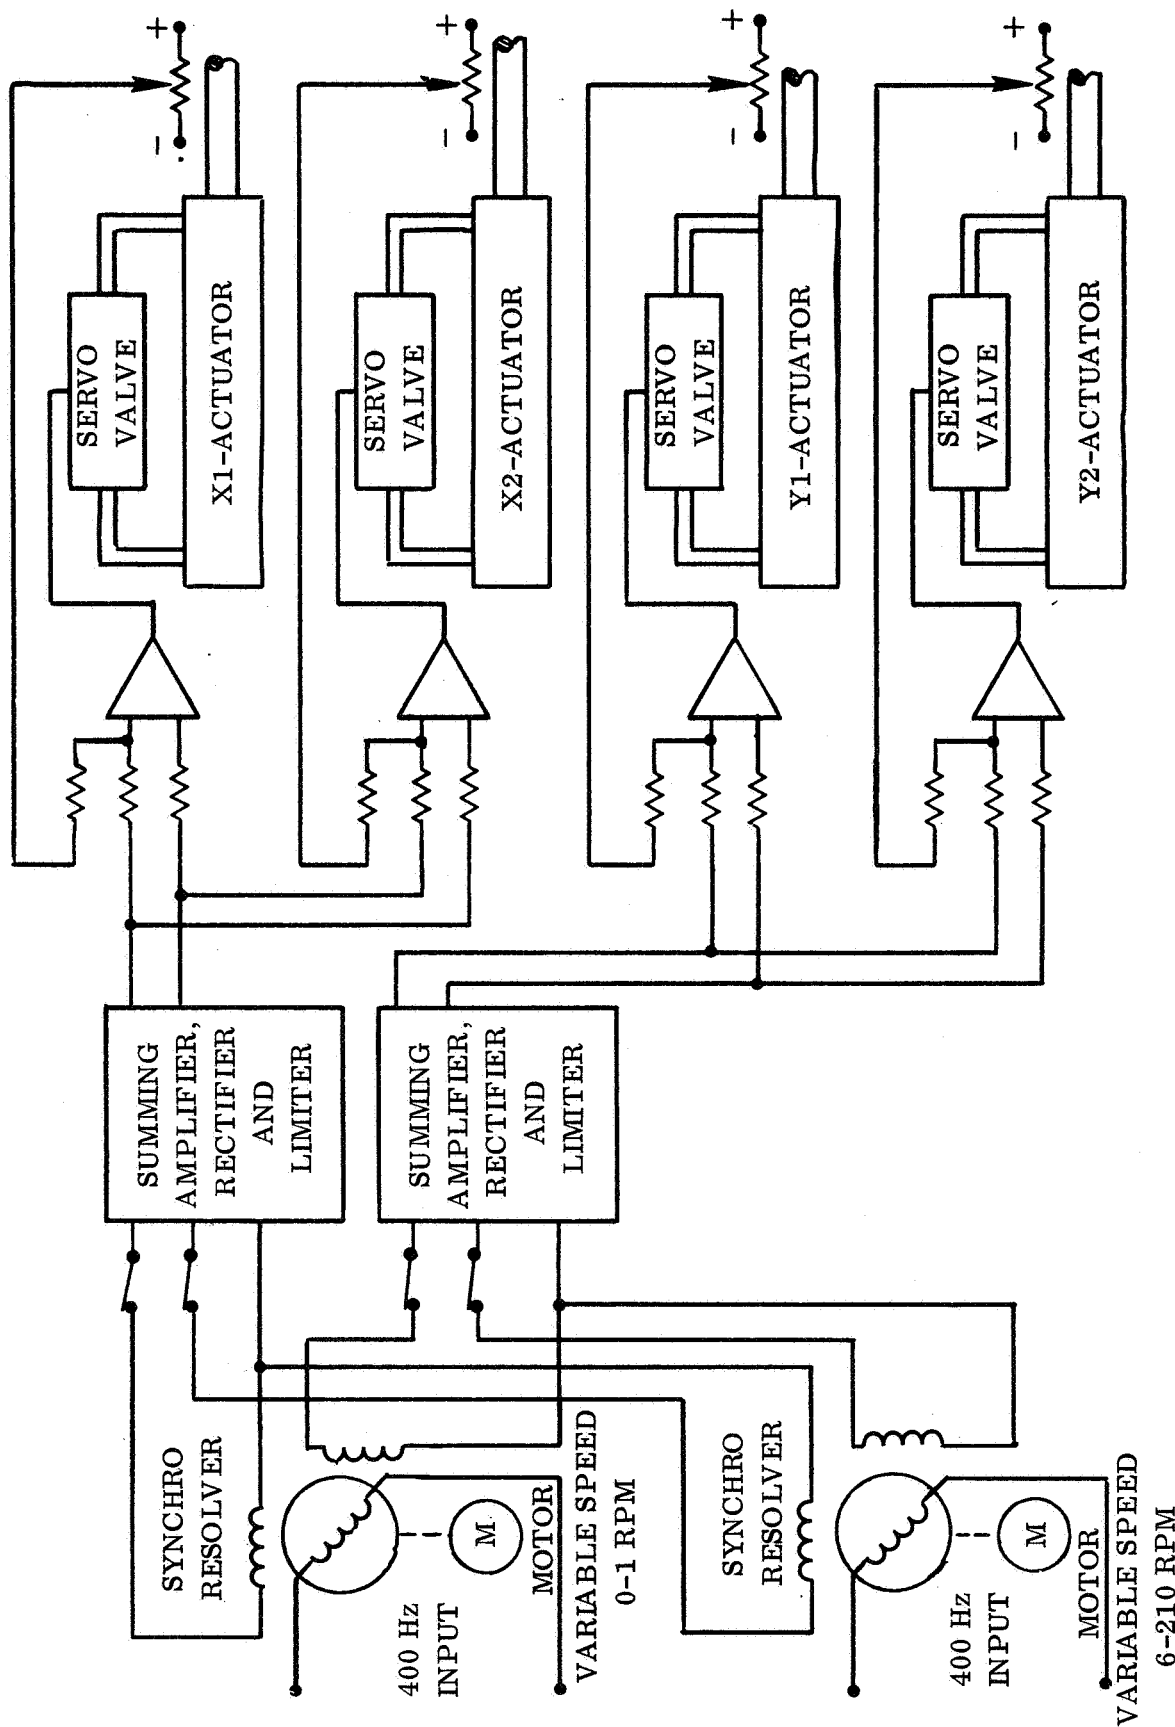 +
-
SERVO
VALVE
X1-ACTUATOR
+
-
SERVO
VALVE
X2-ACTUATOR
+
-
SERVO
VALVE
Y1-ACTUATOR
+
-
SERVO
VALVE
Y2-ACTUATOR
SUMMING
AMPLIFIER,
RECTIFIER
AND
LIMITER
SUMMING
AMPLIFIER,
RECTIFIER
AND
LIMITER
SYNCHRO
RESOLVER
400 Hz
INPUT
M
MOTOR
VARIABLE SPEED
0-1 RPM
SYNCHRO
RESOLVER
400 Hz
INPUT
M
MOTOR
VARIABLE SPEED
6-210 RPM